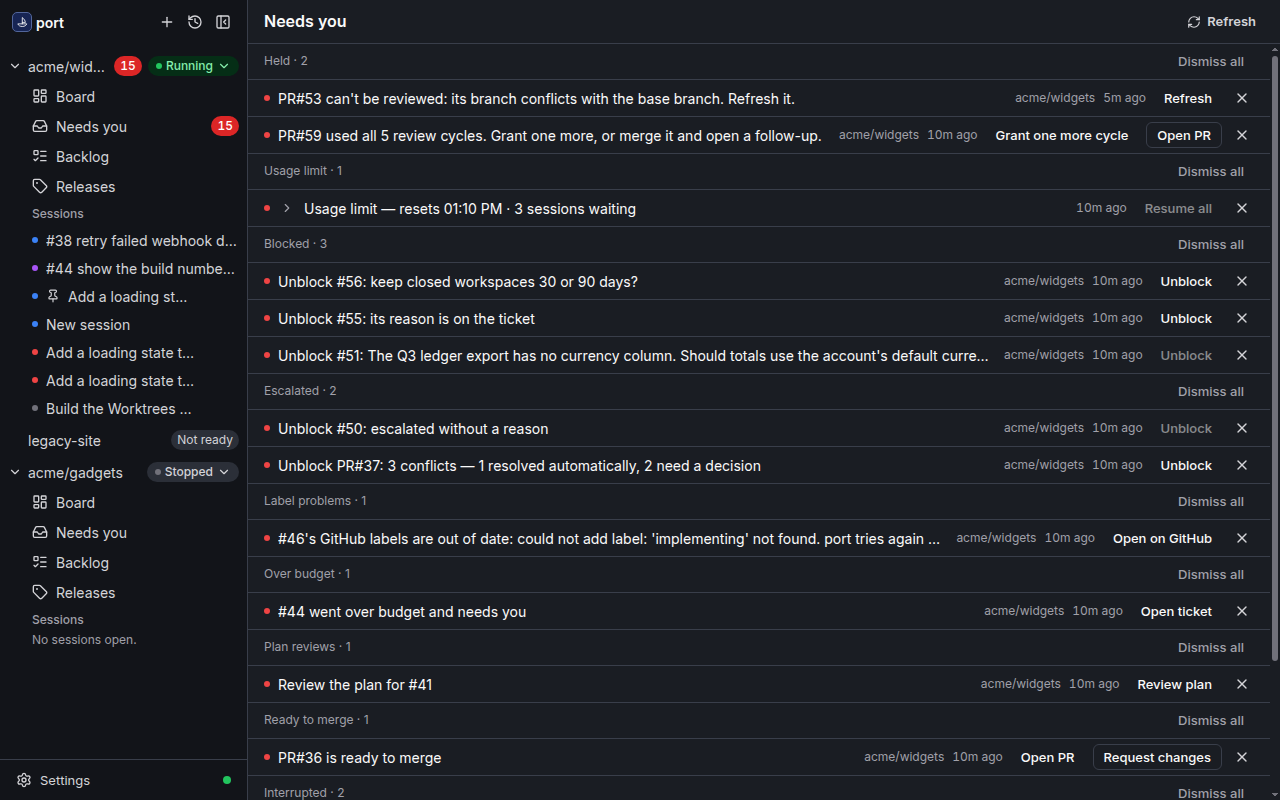 port
acme/wid... 15 Running
Board
Needs you 15
Backlog
Releases
Sessions
#38 retry failed webhook d...
#44 show the build numbe...
Add a loading st...
New session
Add a loading state t...
Add a loading state t...
Build the Worktrees ...
legacy-site Not ready
acme/gadgets Stopped
Board
Needs you
Backlog
Releases
Sessions
No sessions open.
Settings
Needs you Refresh
Held · 2 Dismiss all
PR#53 can't be reviewed: its branch conflicts with the base branch. Refresh it. acme/widgets 5m ago Refresh
PR#59 used all 5 review cycles. Grant one more, or merge it and open a follow-up. acme/widgets 10m ago Grant one more cycle Open PR
Usage limit · 1 Dismiss all
Usage limit — resets 01:10 PM · 3 sessions waiting 10m ago Resume all
Blocked · 3 Dismiss all
Unblock #56: keep closed workspaces 30 or 90 days? acme/widgets 10m ago Unblock
Unblock #55: its reason is on the ticket acme/widgets 10m ago Unblock
Unblock #51: The Q3 ledger export has no currency column. Should totals use the account's default curre... acme/widgets 10m ago Unblock
Escalated · 2 Dismiss all
Unblock #50: escalated without a reason acme/widgets 10m ago Unblock
Unblock PR#37: 3 conflicts — 1 resolved automatically, 2 need a decision acme/widgets 10m ago Unblock
Label problems · 1 Dismiss all
#46's GitHub labels are out of date: could not add label: 'implementing' not found. port tries again ... acme/widgets 10m ago Open on GitHub
Over budget · 1 Dismiss all
#44 went over budget and needs you acme/widgets 10m ago Open ticket
Plan reviews · 1 Dismiss all
Review the plan for #41 acme/widgets 10m ago Review plan
Ready to merge · 1 Dismiss all
PR#36 is ready to merge acme/widgets 10m ago Open PR Request changes
Interrupted · 2 Dismiss all